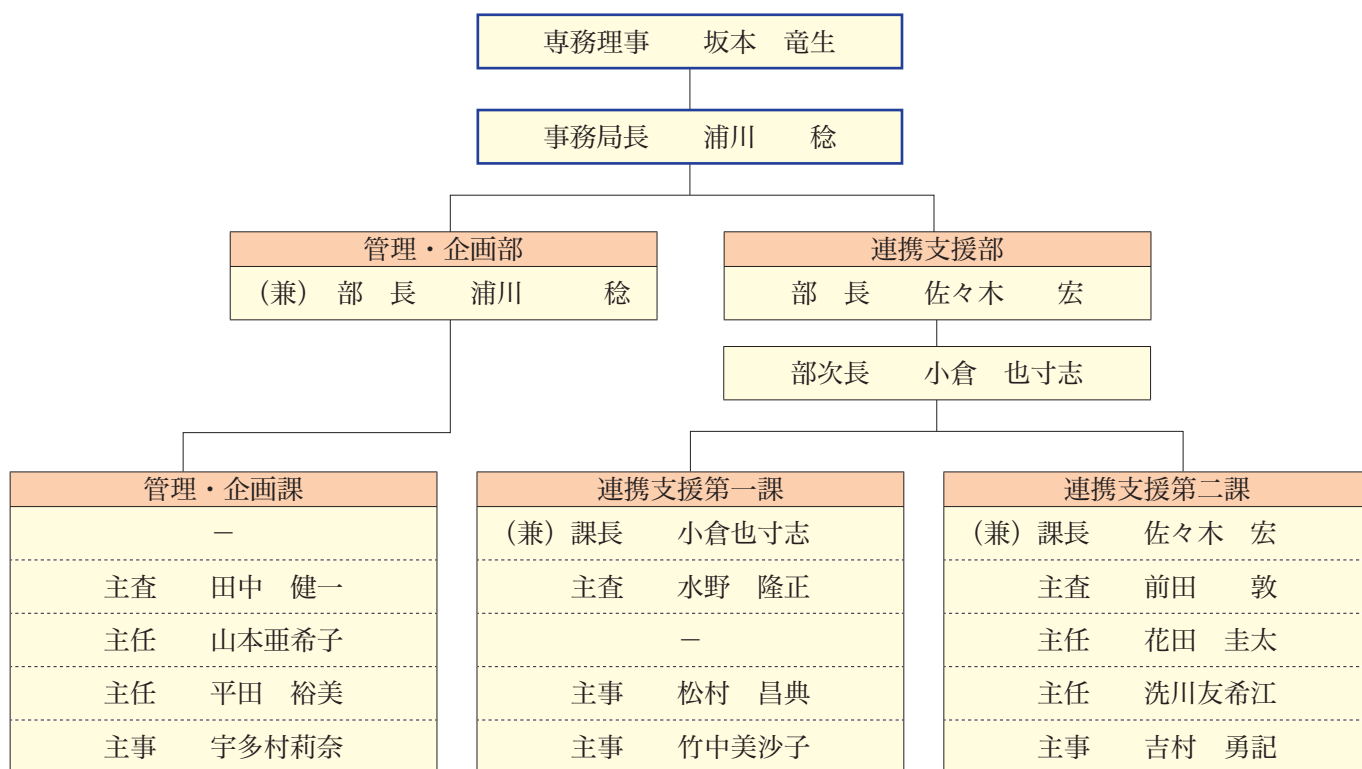 専務理事　　坂本　竜生
事務局長　　浦川　　稔
管理・企画部
（兼）部　長　　浦川　　稔
連携支援部
部　長　　佐々木　　宏
部次長　　小倉　也寸志
管理・企画課
－
主査　　田中　健一
主任　　山本亜希子
主任　　平田　裕美
主事　　宇多村莉奈
連携支援第一課
（兼）課長　　小倉也寸志
主査　　水野　隆正
－
主事　　松村　昌典
主事　　竹中美沙子
連携支援第二課
（兼）課長　　佐々木　宏
主査　　前田　　敦
主任　　花田　圭太
主任　　洗川友希江
主事　　吉村　勇記